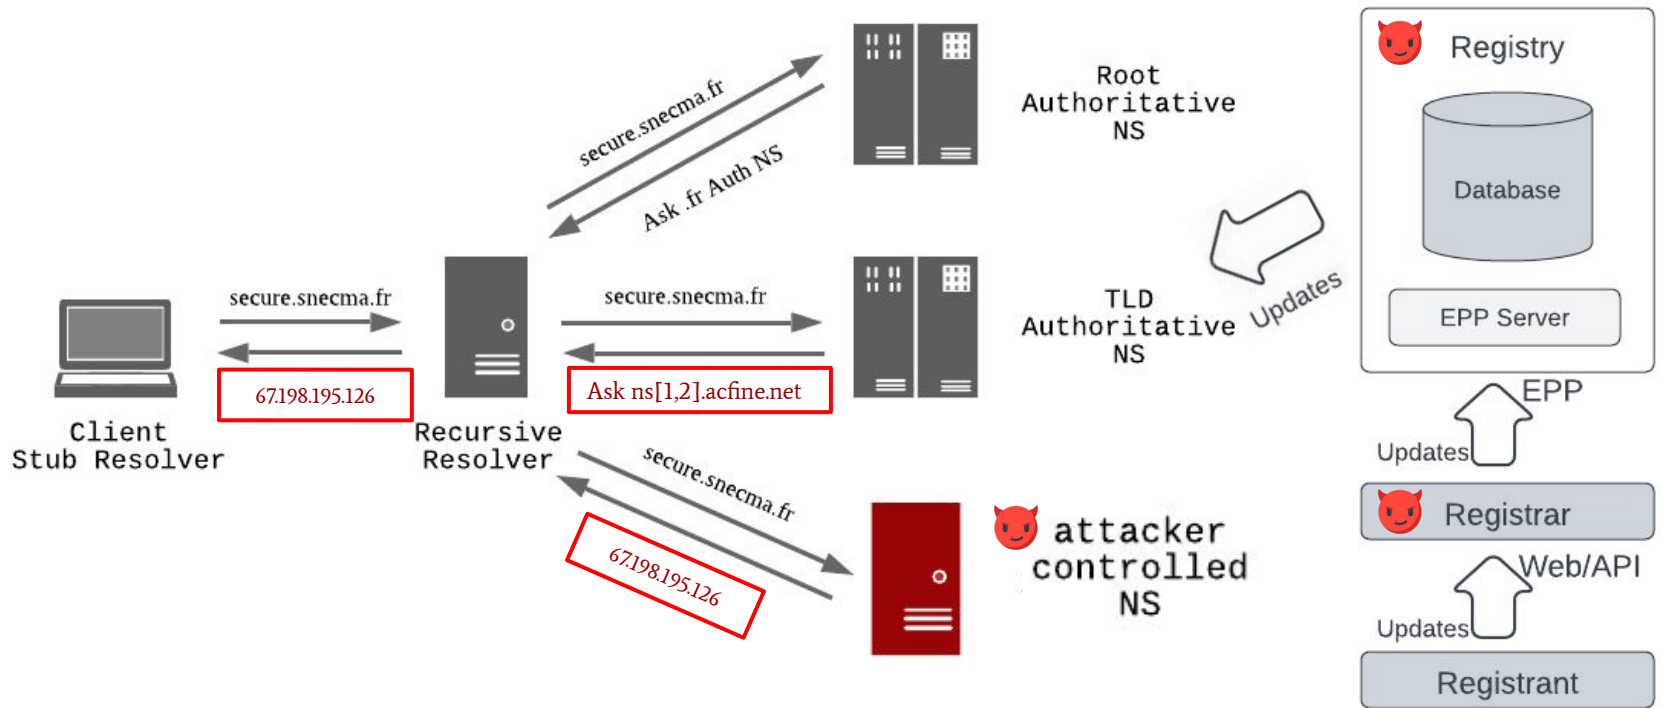 secure.snecma.fr
Ask .fr Auth NS
Root
Authoritative
NS
Registry
Database
EPP Server
Updates
secure.snecma.fr
67.198.195.126
Client
Stub Resolver
Recursive
Resolver
secure.snecma.fr
Ask ns[1,2].acfine.net
TLD
Authoritative
NS
secure.snecma.fr
67.198.195.126
attacker
controlled
NS
EPP
Updates
Registrar
Web/API
Updates
Registrant